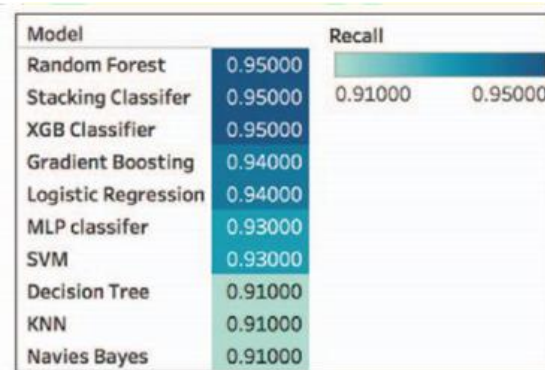 Model
Random Forest 0.95000
Stacking Classifer 0.95000
XGB Classifier 0.95000
Gradient Boosting 0.94000
Logistic Regression 0.94000
MLP classifer 0.93000
SVM 0.93000
Decision Tree 0.91000
KNN 0.91000
Navies Bayes 0.91000
Recall
0.91000 0.95000